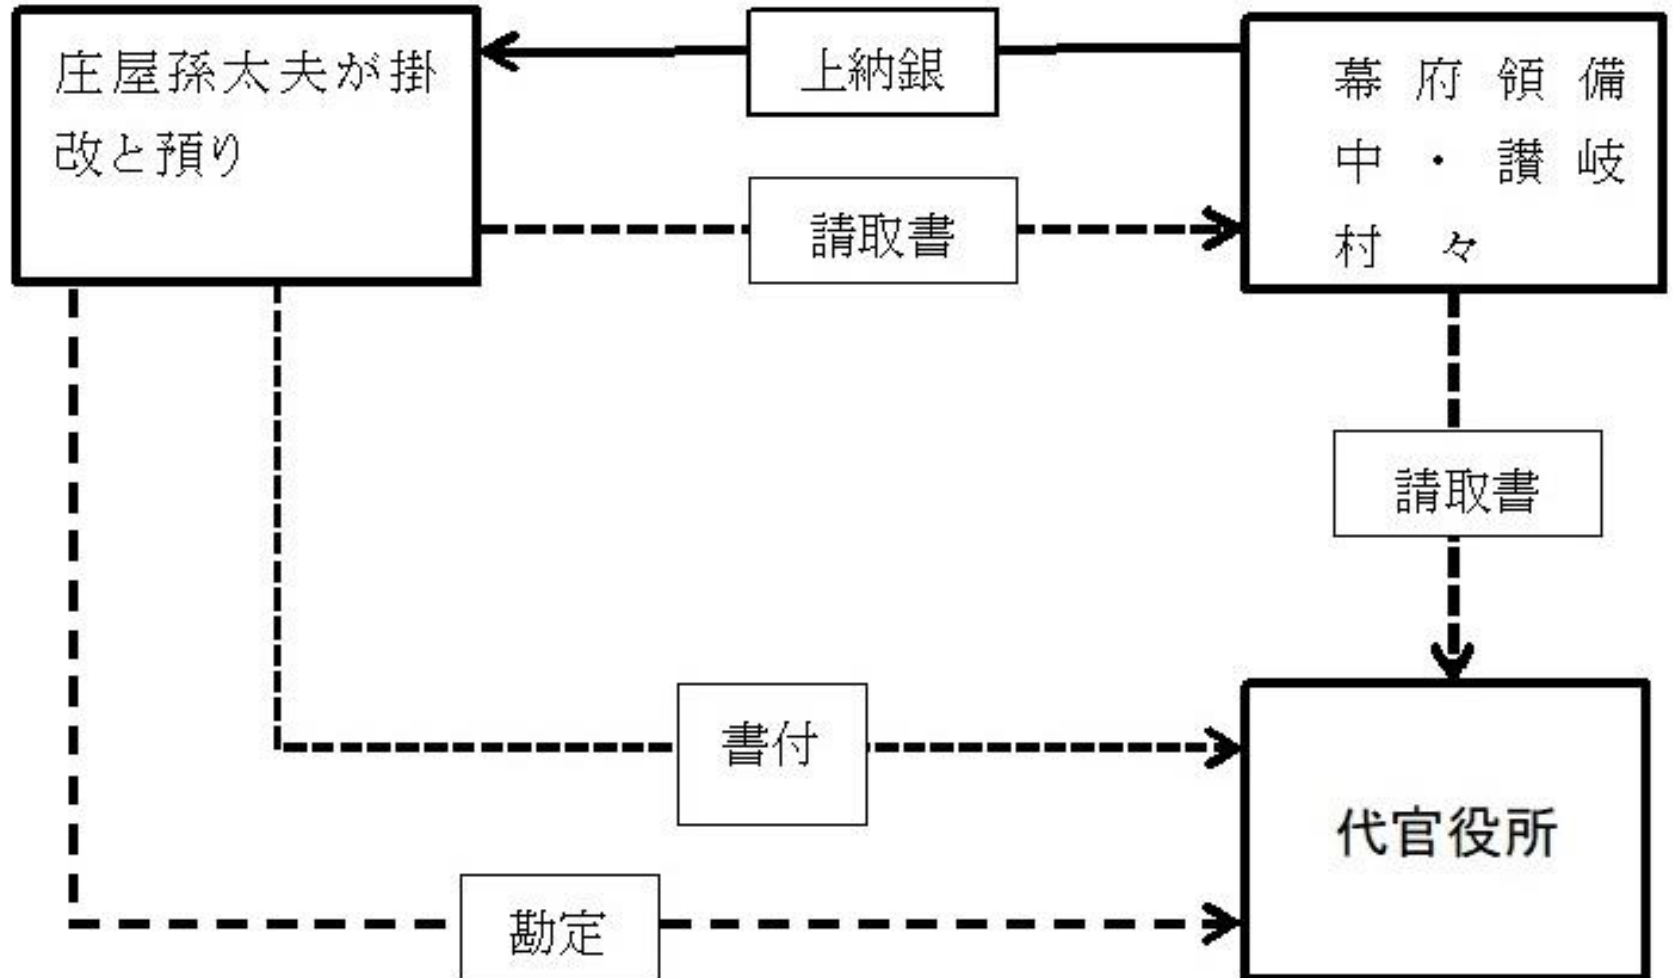 庄屋孫太夫が掛
改と預り
上納銀
幕府領備
中・讃岐
村々
請取書
請取書
書付
代官役所
勘定